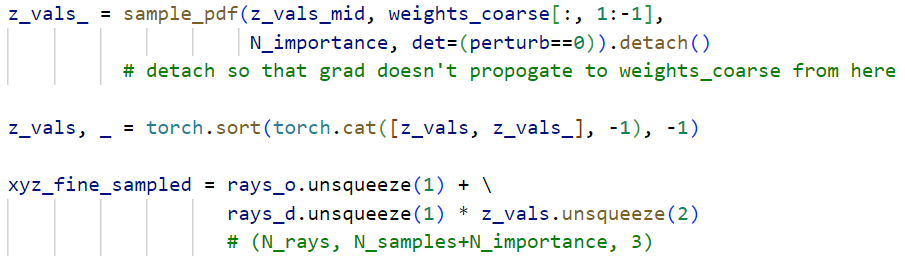 z_vals_ = sample_pdf(z_vals_mid, weights_coarse[:, 1:-1],
N_importance, det=(perturb==0)).detach()
# detach so that grad doesn't propogate to weights_coarse from here
z_vals, _ = torch.sort(torch.cat([z_vals, z_vals_], -1), -1)
xyz_fine_sampled = rays_o.unsqueeze(1) + \
rays_d.unsqueeze(1) * z_vals.unsqueeze(2)
# (N_rays, N_samples+N_importance, 3)